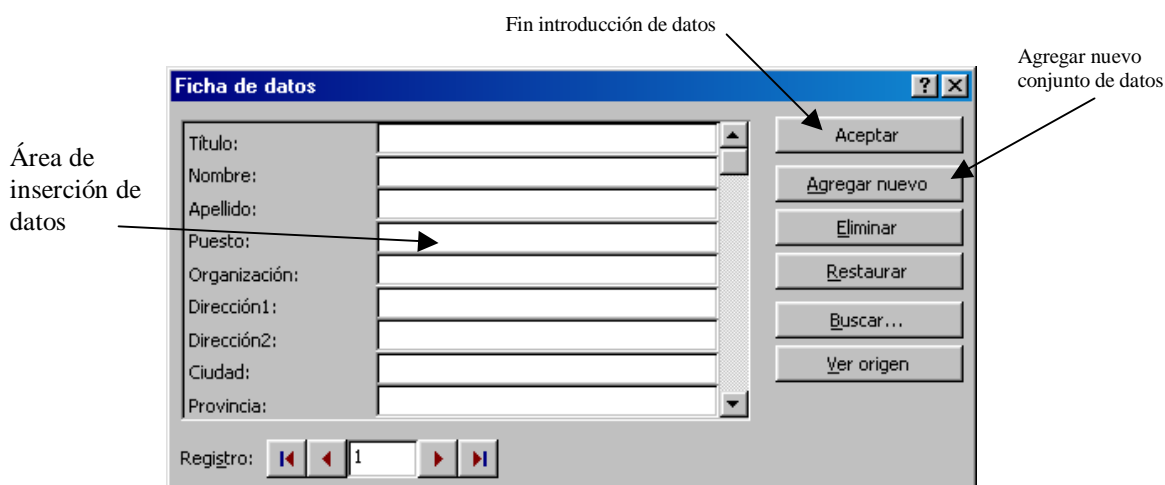 Fin introducción de datos
Agregar nuevo
conjunto de datos
Ficha de datos
Área de
inserción de
datos
Título:
Nombre:
Apellido:
Puesto:
Organización:
Dirección1:
Dirección2:
Ciudad:
Provincia:
Aceptar
Agregar nuevo
Eliminar
Restaurar
Buscar...
Ver origen
Registro: 1